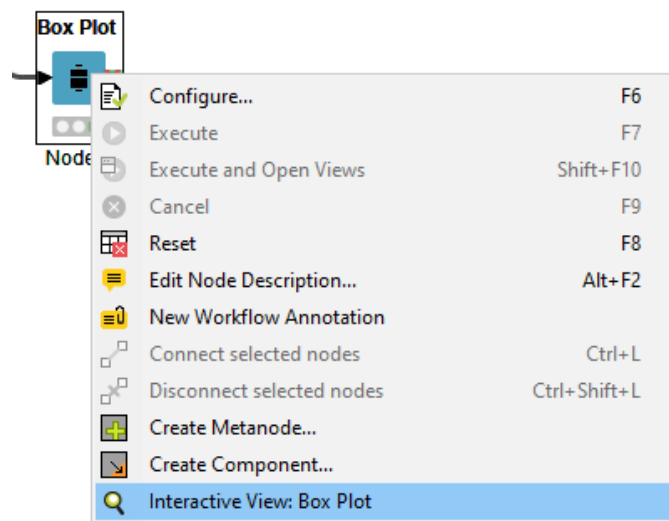 Box Plot
Configure... F6
Execute F7
Node
Execute and Open Views Shift+F10
Cancel F9
Reset F8
Edit Node Description... Alt+F2
New Workflow Annotation
Connect selected nodes Ctrl+L
Disconnect selected nodes Ctrl+Shift+L
Create Metanode...
Create Component...
Interactive View: Box Plot